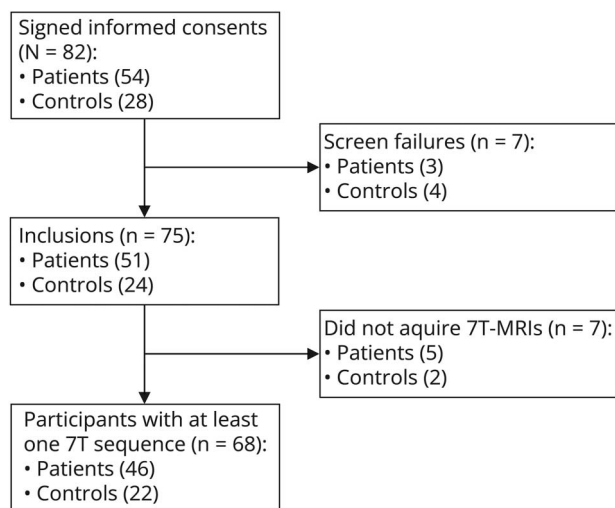 Signed informed consents
(N = 82):
• Patients (54)
• Controls (28)
Screen failures (n = 7):
• Patients (3)
• Controls (4)
Inclusions (n = 75):
• Patients (51)
• Controls (24)
Did not aquire 7T-MRIs (n = 7):
• Patients (5)
• Controls (2)
Participants with at least
one 7T sequence (n = 68):
• Patients (46)
• Controls (22)